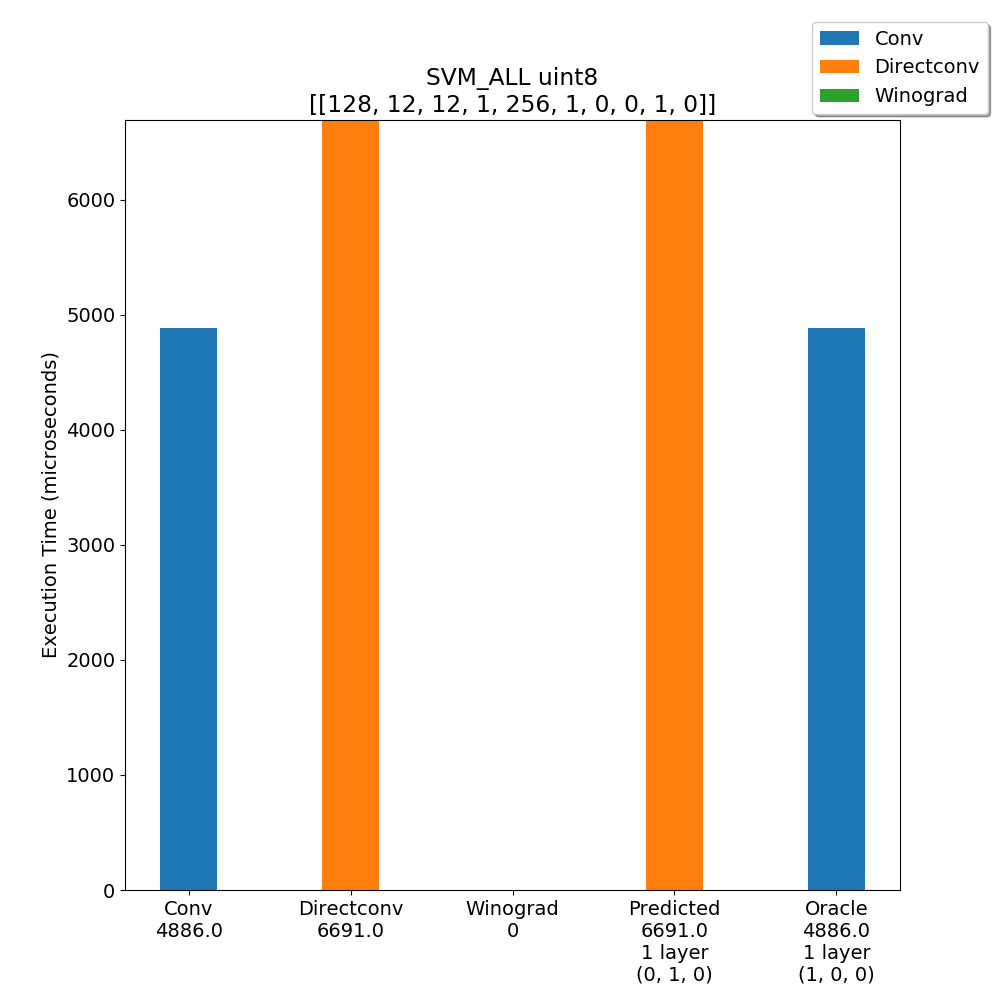 Conv
Directconv
Winograd
SVM_ALL uint8
[[128, 12, 12, 1, 256, 1, 0, 0, 1, 0]]
Execution Time (microseconds)
6000
5000
4000
3000
2000
1000
0
Conv
4886.0
Directconv
6691.0
Winograd
0
Predicted
6691.0
1 layer
(0, 1, 0)
Oracle
4886.0
1 layer
(1, 0, 0)